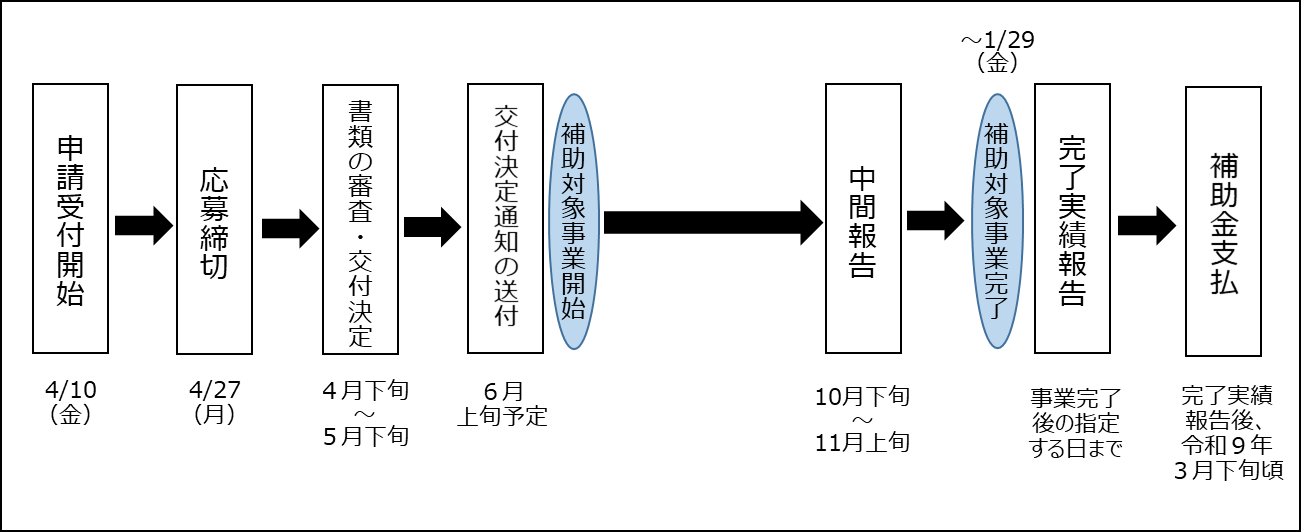 申請受付開始
4/10
（金）
応募締切
4/27
（月）
書類の審査・交付決定
４月下旬
～
５月下旬
交付決定通知の送付
６月
上旬予定
補助対象事業開始
中間報告
10月下旬
～
11月上旬
～1/29
（金）
補助対象事業完了
完了実績報告
事業完了
後の指定
する日まで
補助金支払
完了実績
報告後、
令和９年
３月下旬頃